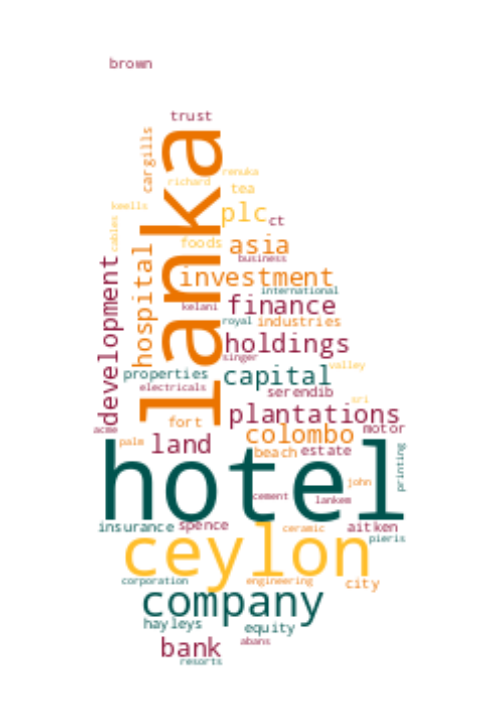 brown
trust
cargills
lanka
renuka
richard
tea
keells
plc
ct
cables
foods
asia
business
hospital
development
investment
international
kelani
finance
royal
industries
holdings
singer
properties
capital
valley
electricals
serendib
sri
plantations
fort
acme
colombo
motor
palm
land
beach
estate
hotel
printing
john
cement
lankem
insurance
spence
ceramic
aitken
ceylon
pieris
corporation
engineering
city
company
hayleys
equity
bank
abans
resorts